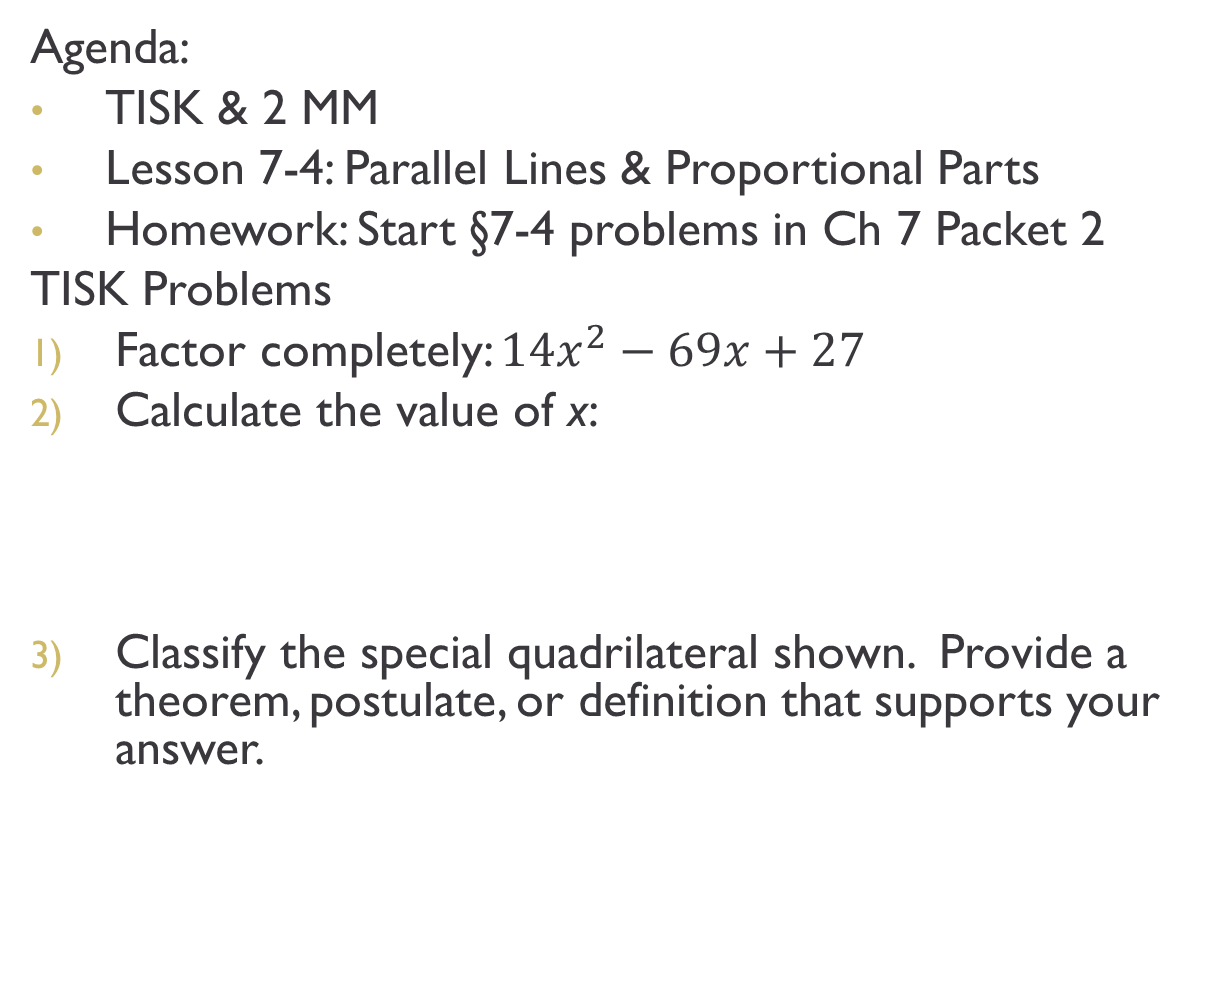 Agenda:
• TISK & 2 MM
• Lesson 7-4: Parallel Lines & Proportional Parts
• Homework: Start §7-4 problems in Ch 7 Packet 2
TISK Problems
1) Factor completely: 14x² − 69x + 27
2) Calculate the value of x:
3) Classify the special quadrilateral shown.  Provide a
theorem, postulate, or definition that supports your
answer.